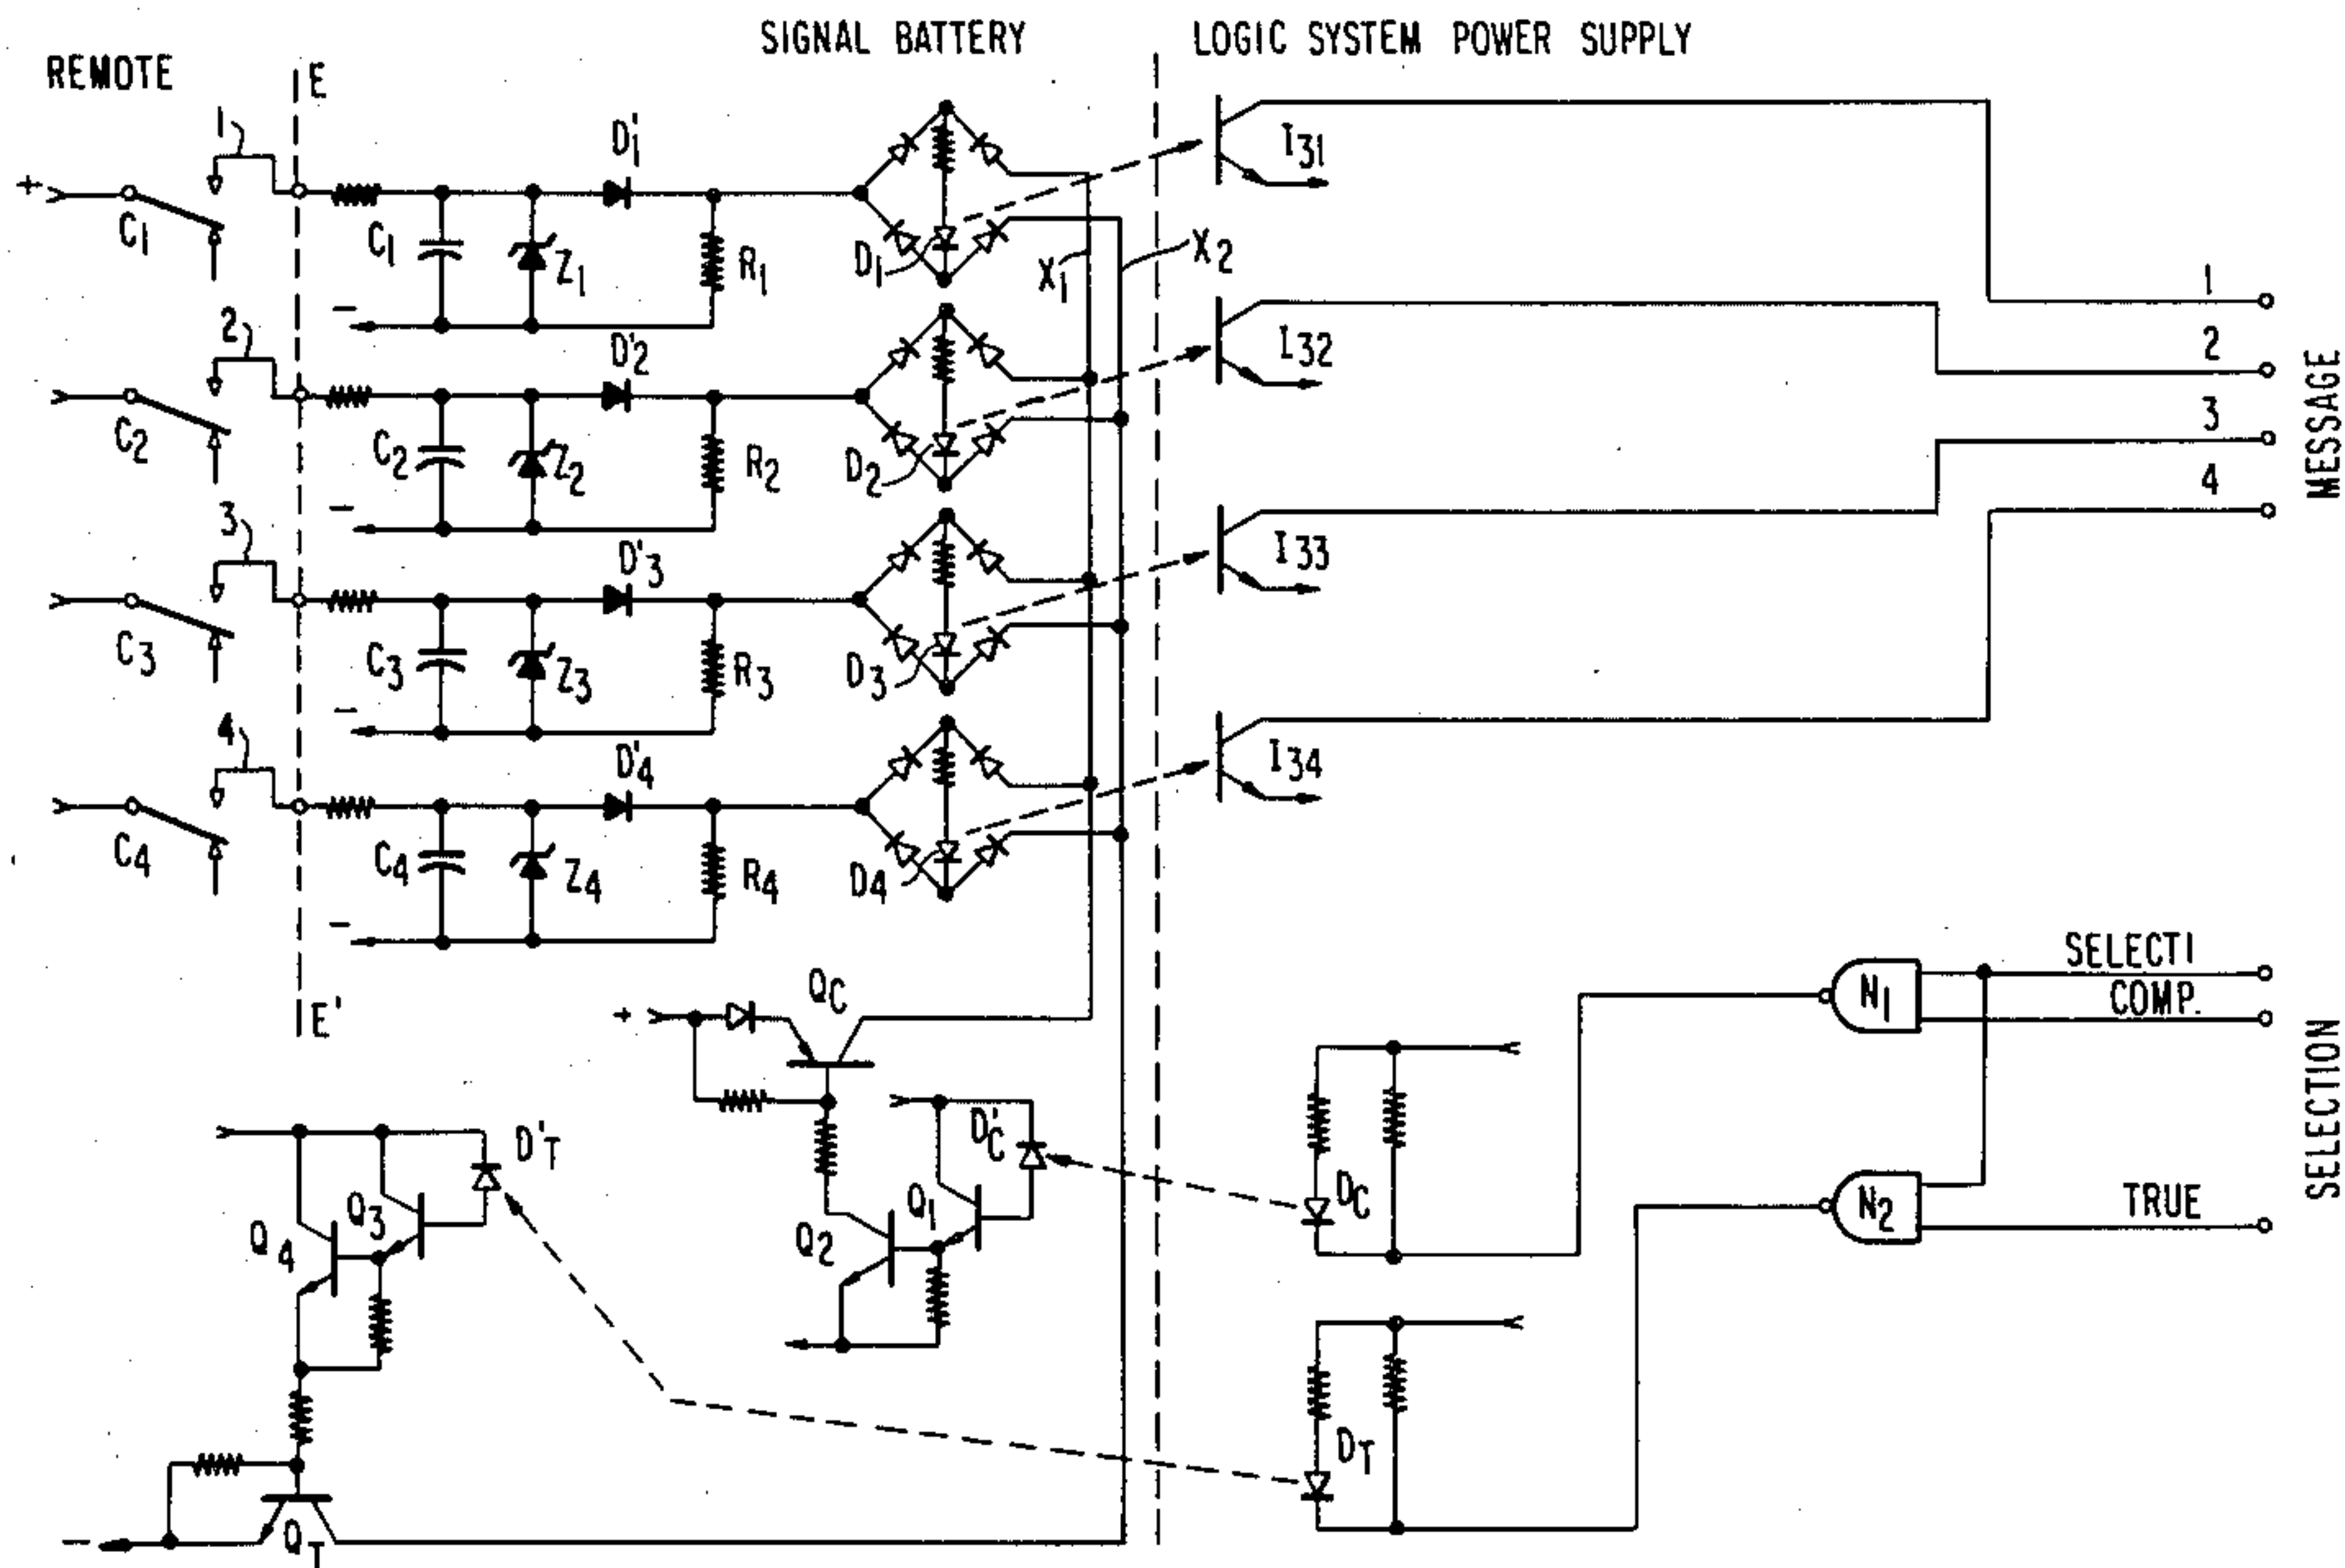 SIGNAL BATTERY
LOGIC SYSTEM POWER SUPPLY
REMOTE
E
1
+
C1
C1
Z1
D'1
R1
D1
X1
X2
I31
-
2
C2
C2
Z2
D'2
R2
D2
I32
-
3
C3
C3
Z3
D'3
R3
D3
I33
-
4
C4
C4
Z4
D'4
R4
D4
I34
-
E'
1
2
3
4
MESSAGE
SELECTI
COMP.
TRUE
SELECTION
N1
N2
+
QC
D'C
Q1
Q2
DC
D'T
Q3
Q4
DT
-
QT